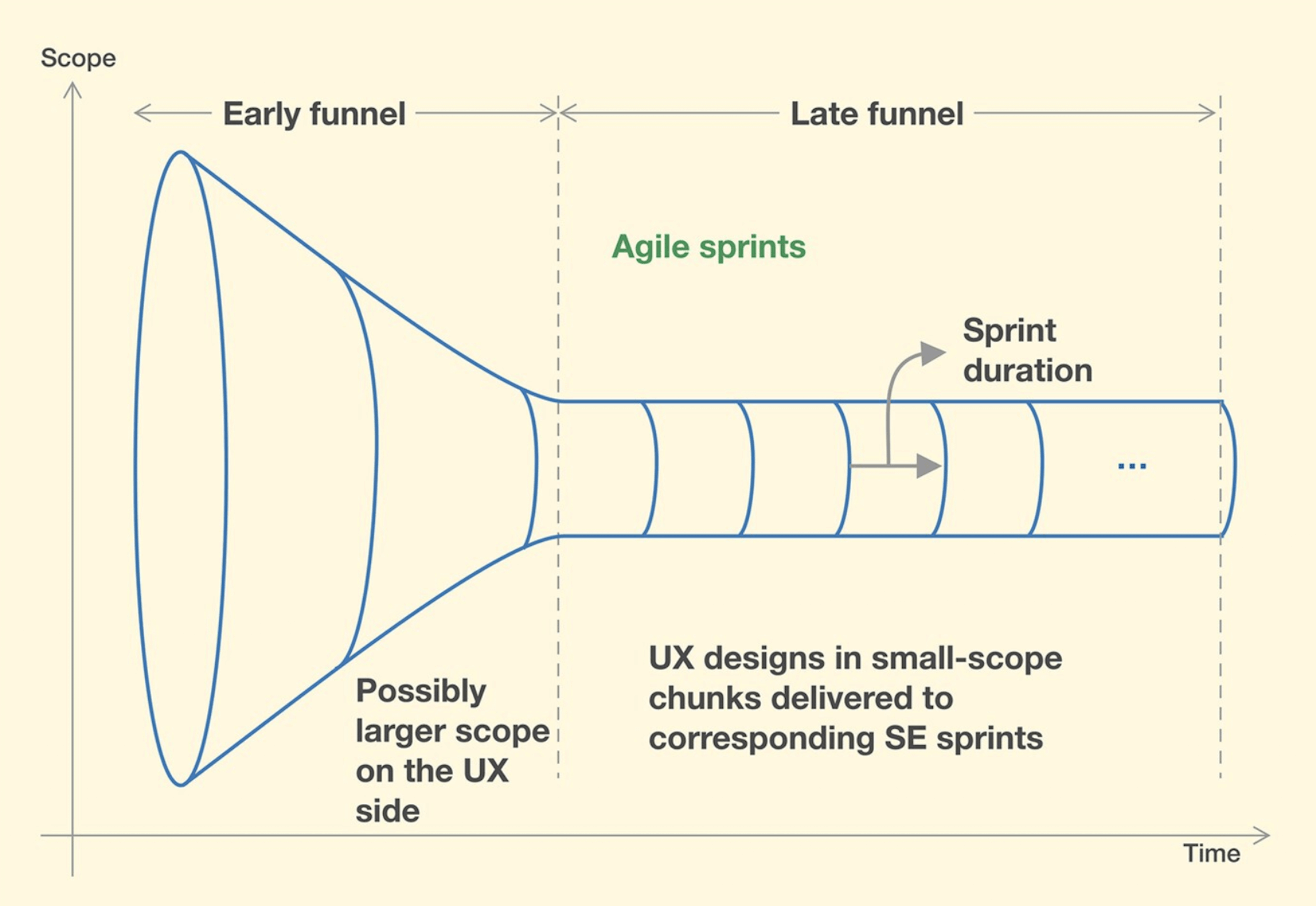 Scope
Early funnel
Late funnel
Agile sprints
Sprint
duration
...
Possibly
larger scope
on the UX
side
UX designs in small-scope
chunks delivered to
corresponding SE sprints
Time